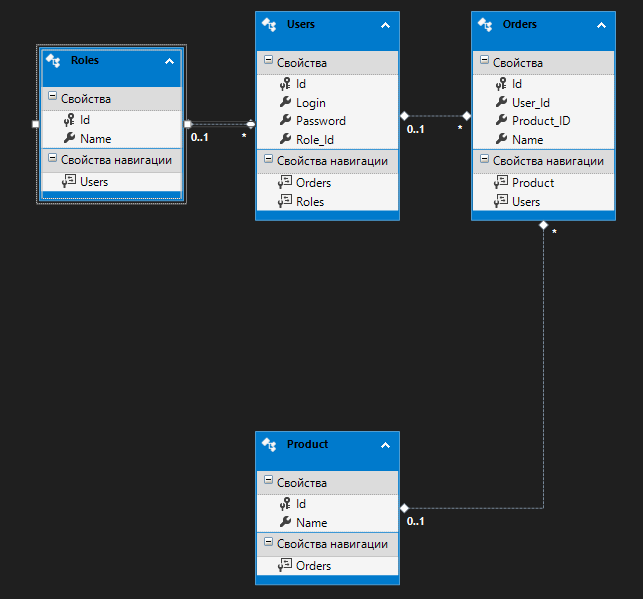 Roles
Свойства
Id
Name
Свойства навигации
Users
0..1
*
Users
Свойства
Id
Login
Password
Role_Id
Свойства навигации
Orders
Roles
0..1
*
Orders
Свойства
Id
User_Id
Product_ID
Name
Свойства навигации
Product
Users
*
Product
Свойства
Id
Name
Свойства навигации
Orders
0..1